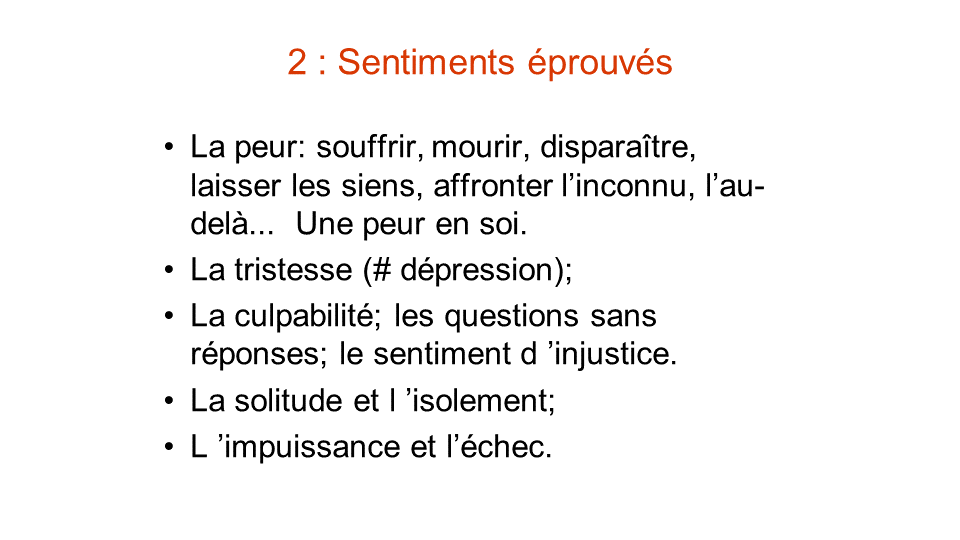 2 : Sentiments éprouvés
• La peur: souffrir, mourir, disparaître,
laisser les siens, affronter l’inconnu, l’au-
delà... Une peur en soi.
• La tristesse (# dépression);
• La culpabilité; les questions sans
réponses; le sentiment d ’injustice.
• La solitude et l ’isolement;
• L ’impuissance et l’échec.